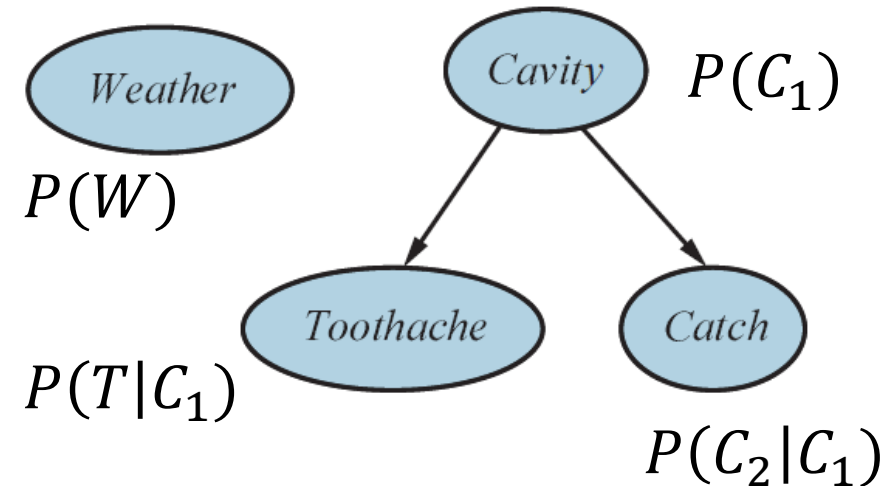 Weather
Cavity
P(C₁)
P(W)
Toothache
Catch
P(T|C₁)
P(C₂|C₁)